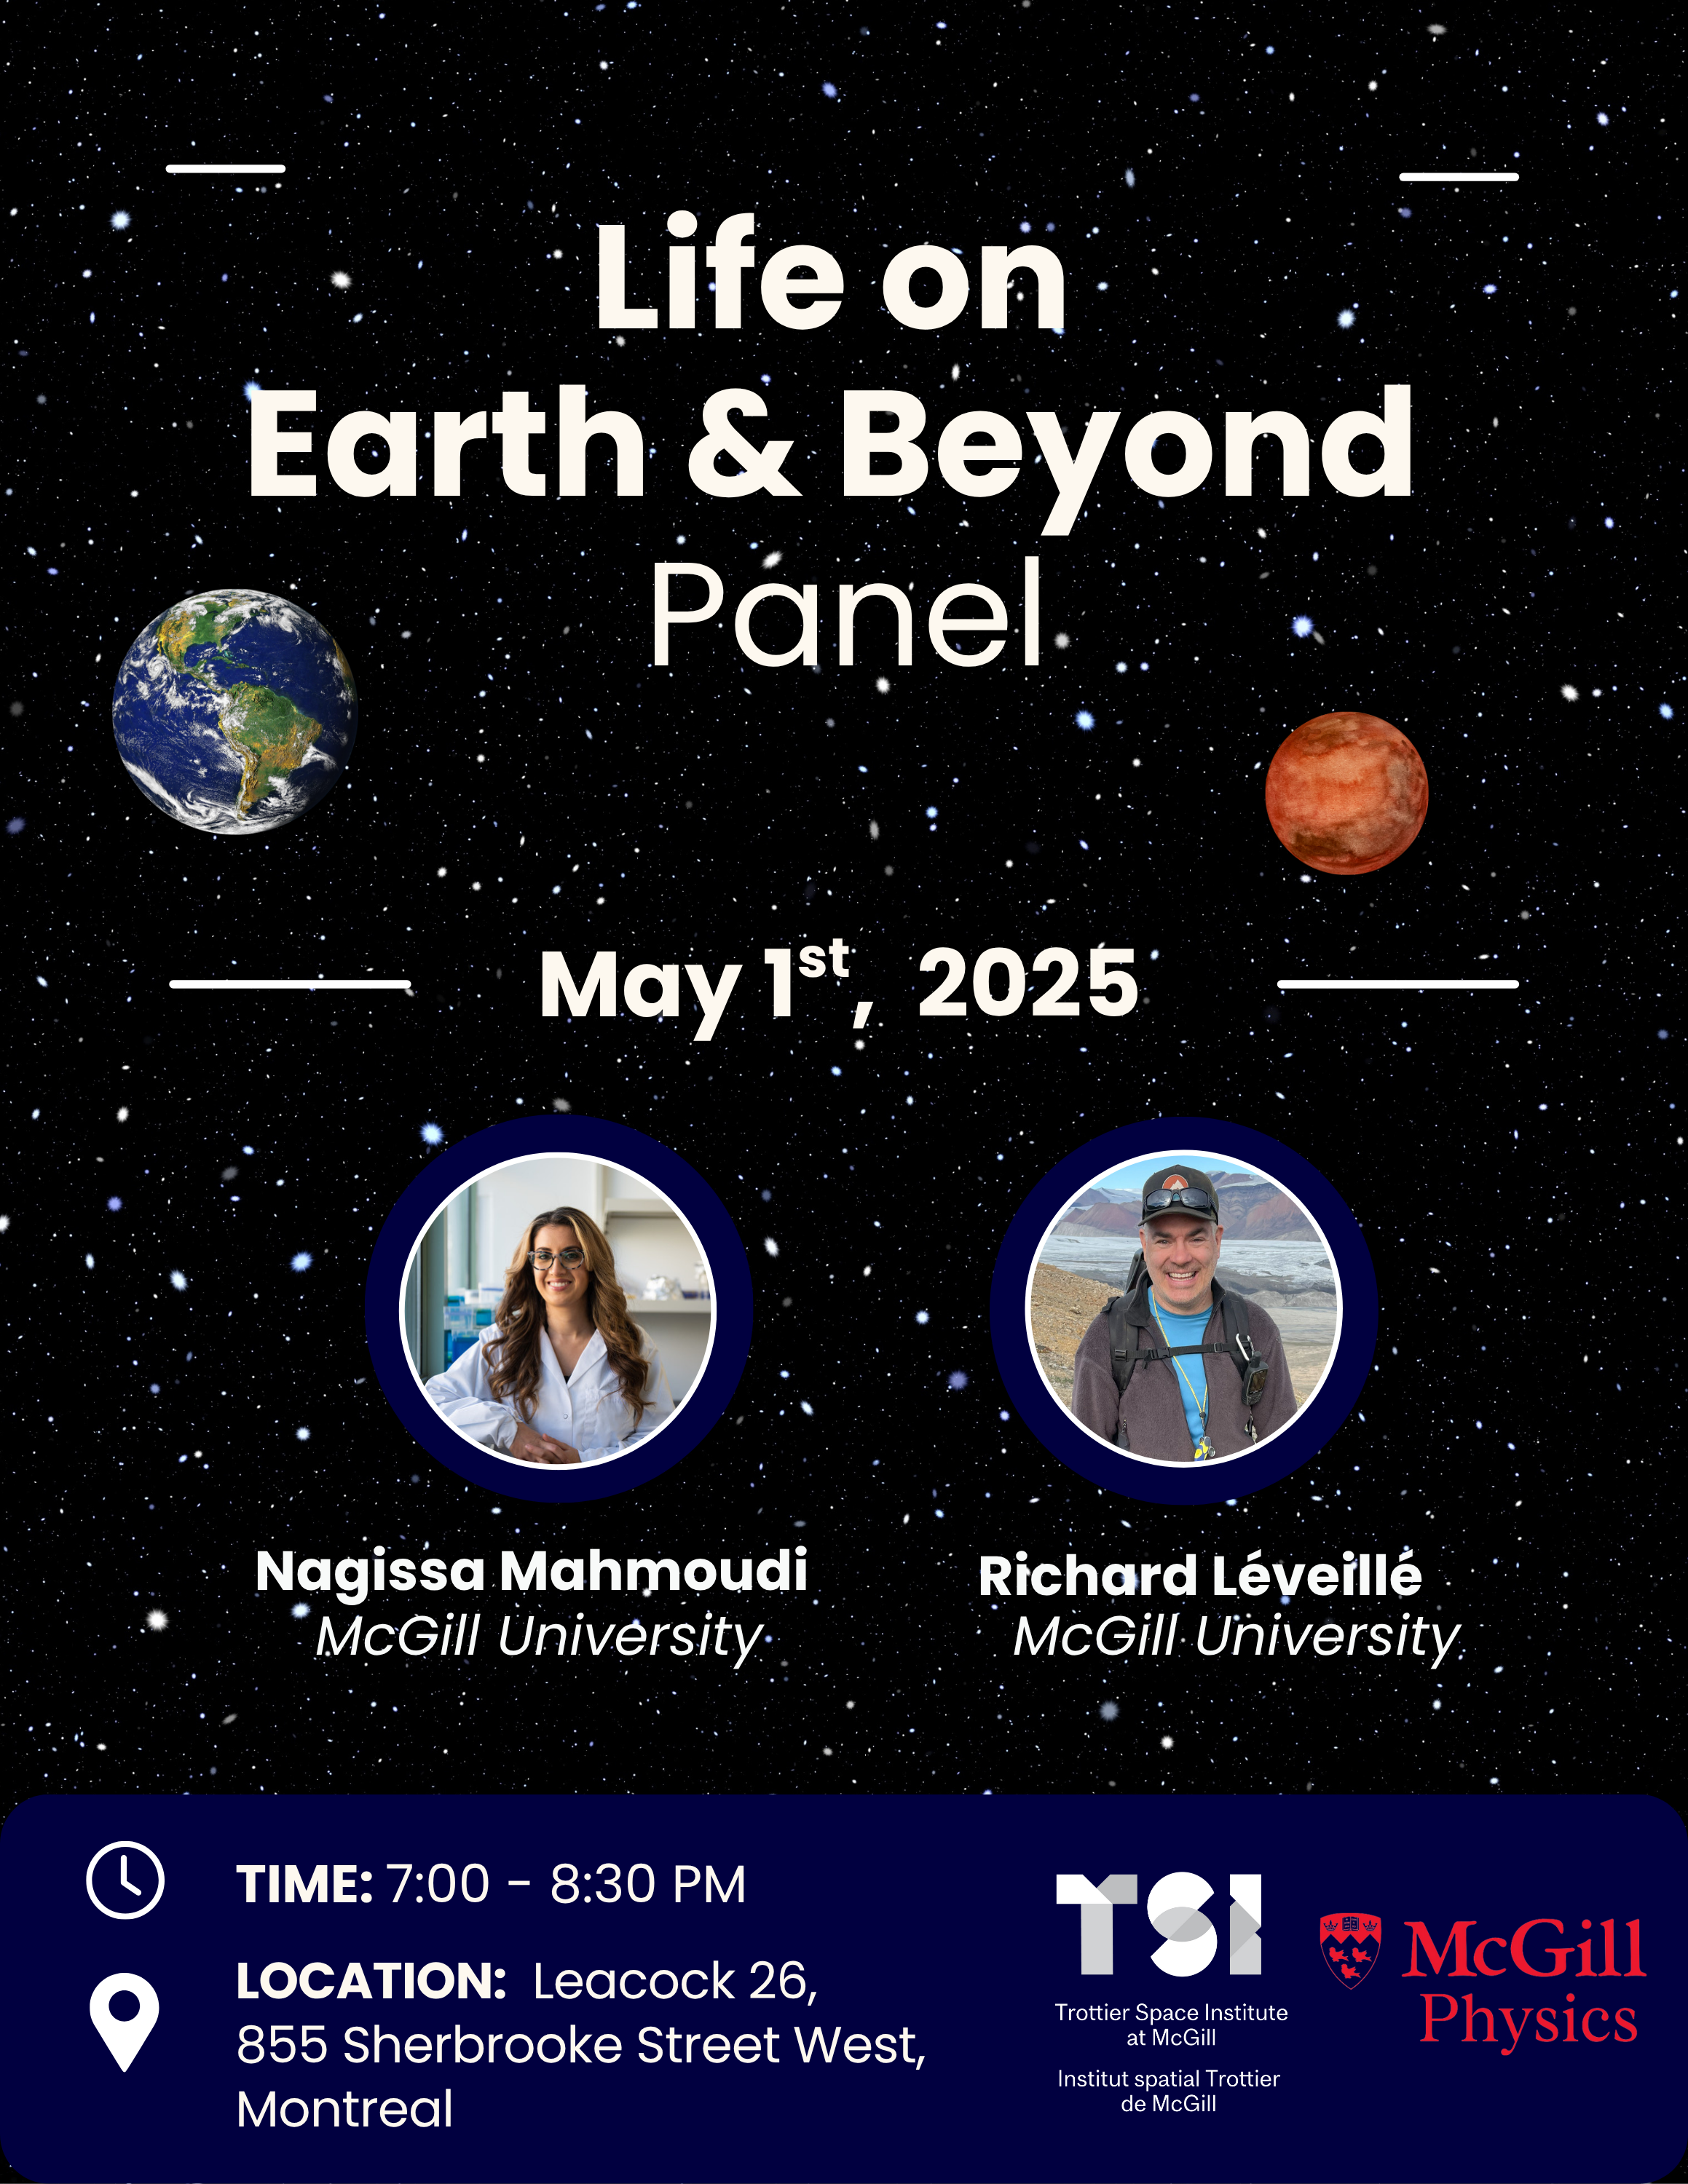 Life on
Earth & Beyond
Panel
May 1st, 2025
Nagissa Mahmoudi
McGill University
Richard Léveillé
McGill University
TIME: 7:00 - 8:30 PM
LOCATION: Leacock 26,
855 Sherbrooke Street West,
Montreal
TSI
Trottier Space Institute
at McGill
Institut spatial Trottier
de McGill
McGill
Physics